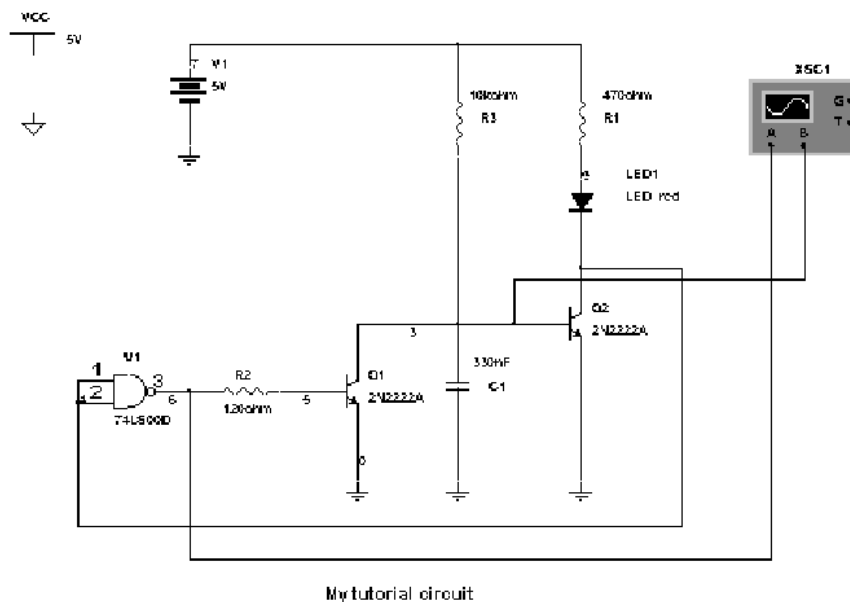 VCC
5V
V1
5V
10kohm
R3
470ohm
R1
XSC1
G
T
A B
LED1
LED red
Q2
2N2222A
3
330nF
C1
Q1
2N2222A
0
V1
1
2
3
6
74LS00D
R2
120ohm
5
My tutorial circuit